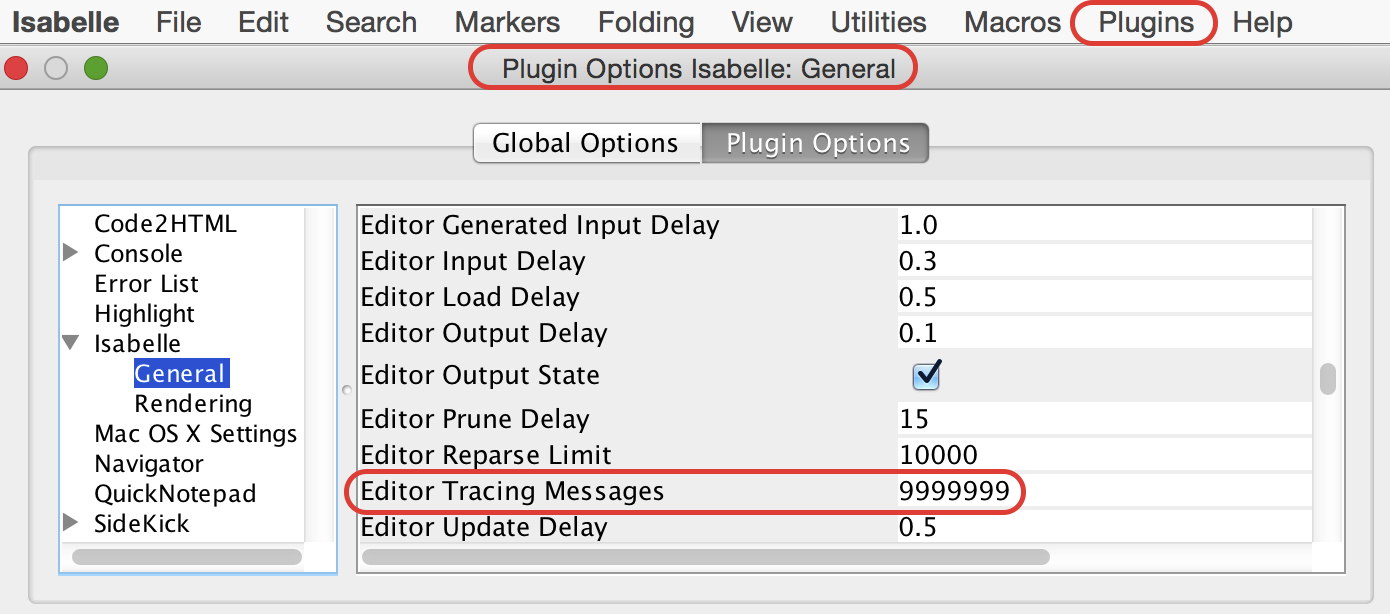 Isabelle File Edit Search Markers Folding View Utilities Macros Plugins Help
Plugin Options Isabelle: General
Global Options Plugin Options
Code2HTML
Console
Error List
Highlight
Isabelle
General
Rendering
Mac OS X Settings
Navigator
QuickNotepad
SideKick
Editor Generated Input Delay 1.0
Editor Input Delay 0.3
Editor Load Delay 0.5
Editor Output Delay 0.1
Editor Output State
Editor Prune Delay 15
Editor Reparse Limit 10000
Editor Tracing Messages 9999999
Editor Update Delay 0.5